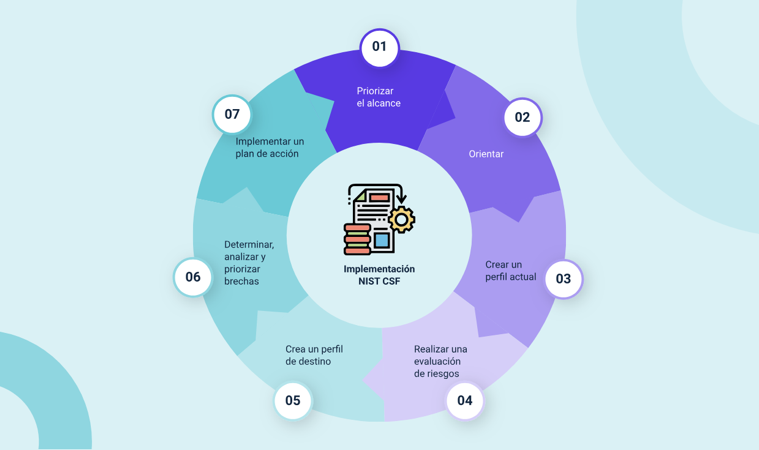 01
Priorizar
el alcance
02
Orientar
Crear un
perfil actual
03
Realizar una
evaluación
de riesgos
04
Crea un perfil
de destino
05
Determinar,
analizar y
priorizar
brechas
06
07
Implementar un
plan de acción
Implementación
NIST CSF